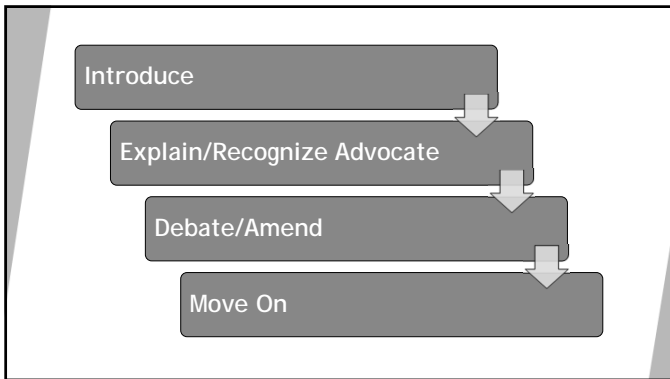 Introduce
Explain/Recognize Advocate
Debate/Amend
Move On